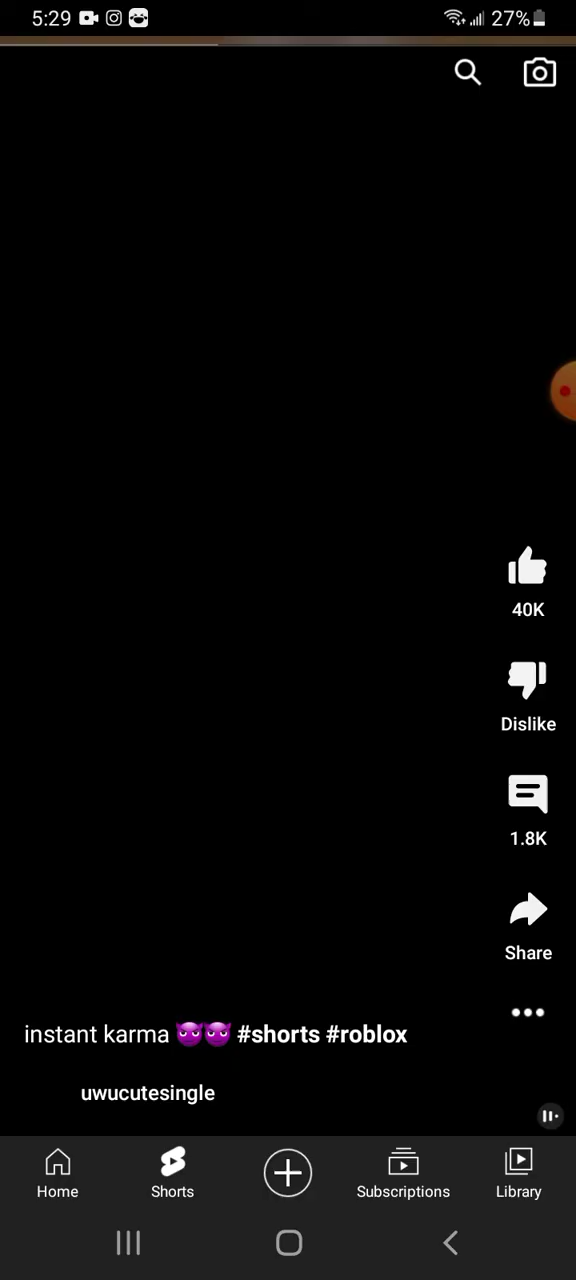 5:29 27%
40K
Dislike
1.8K
Share
instant karma 😈😈 #shorts #roblox
uwucutesingle
Home Shorts Subscriptions Library